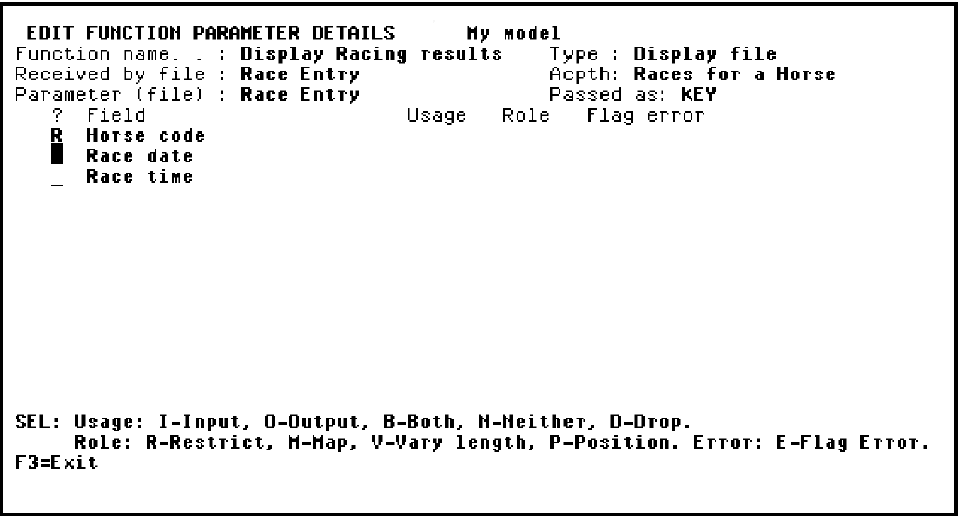 EDIT FUNCTION PARAMETER DETAILS My model
Function name. . : Display Racing results Type : Display file
Received by file : Race Entry Acpth: Races for a Horse
Parameter (file) : Race Entry Passed as: KEY
? Field Usage Role Flag error
R Horse code
Race date
_ Race time
SEL: Usage: I-Input, O-Output, B-Both, N-Neither, D-Drop.
Role: R-Restrict, M-Map, V-Vary length, P-Position. Error: E-Flag Error.
F3=Exit